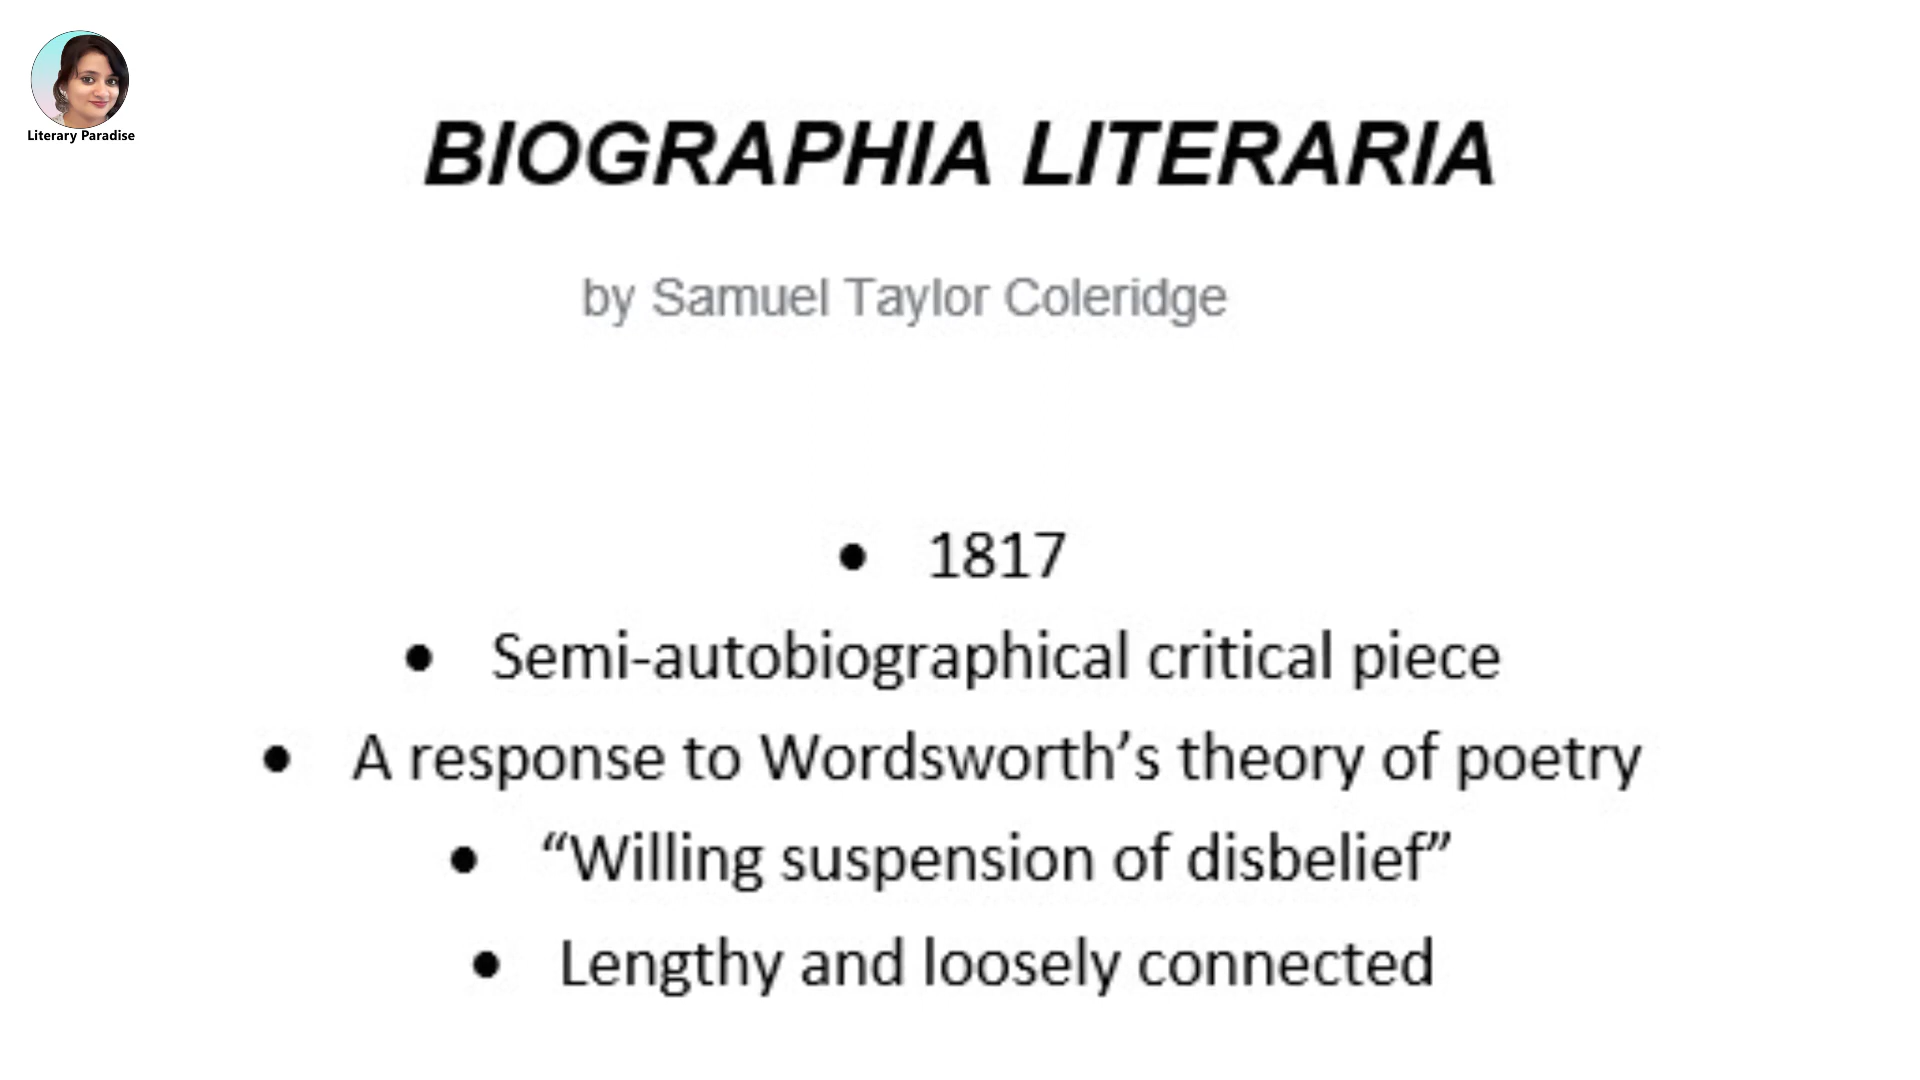 Literary Paradise
BIOGRAPHIA LITERARIA
by Samuel Taylor Coleridge
• 1817
• Semi-autobiographical critical piece
• A response to Wordsworth’s theory of poetry
• “Willing suspension of disbelief”
• Lengthy and loosely connected